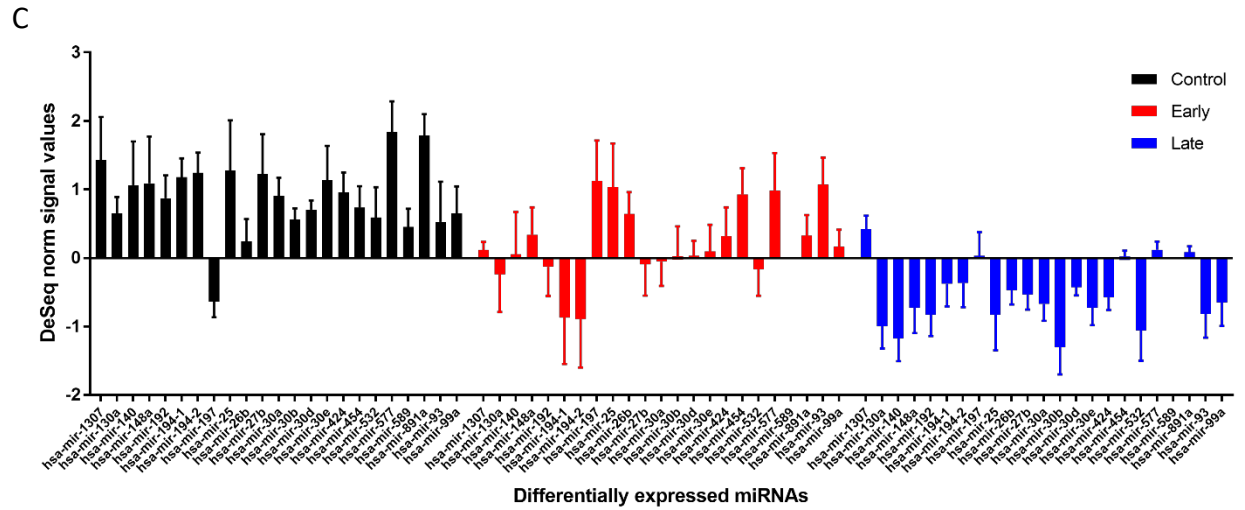 C
3
2
1
0
-1
-2
DeSeq norm signal values
Control
Early
Late
hsa-mir-1307
hsa-mir-130a
hsa-mir-140
hsa-mir-148a
hsa-mir-192
hsa-mir-194-1
hsa-mir-194-2
hsa-mir-197
hsa-mir-25
hsa-mir-26b
hsa-mir-27b
hsa-mir-30a
hsa-mir-30b
hsa-mir-30d
hsa-mir-30e
hsa-mir-424
hsa-mir-454
hsa-mir-532
hsa-mir-577
hsa-mir-589
hsa-mir-891a
hsa-mir-93
hsa-mir-99a
hsa-mir-1307
hsa-mir-130a
hsa-mir-140
hsa-mir-148a
hsa-mir-192
hsa-mir-194-1
hsa-mir-194-2
hsa-mir-197
hsa-mir-25
hsa-mir-26b
hsa-mir-27b
hsa-mir-30a
hsa-mir-30b
hsa-mir-30d
hsa-mir-30e
hsa-mir-424
hsa-mir-454
hsa-mir-532
hsa-mir-577
hsa-mir-589
hsa-mir-891a
hsa-mir-93
hsa-mir-99a
hsa-mir-1307
hsa-mir-130a
hsa-mir-140
hsa-mir-148a
hsa-mir-192
hsa-mir-194-1
hsa-mir-194-2
hsa-mir-197
hsa-mir-25
hsa-mir-26b
hsa-mir-27b
hsa-mir-30a
hsa-mir-30b
hsa-mir-30d
hsa-mir-30e
hsa-mir-424
hsa-mir-454
hsa-mir-532
hsa-mir-577
hsa-mir-589
hsa-mir-891a
hsa-mir-93
hsa-mir-99a
Differentially expressed miRNAs